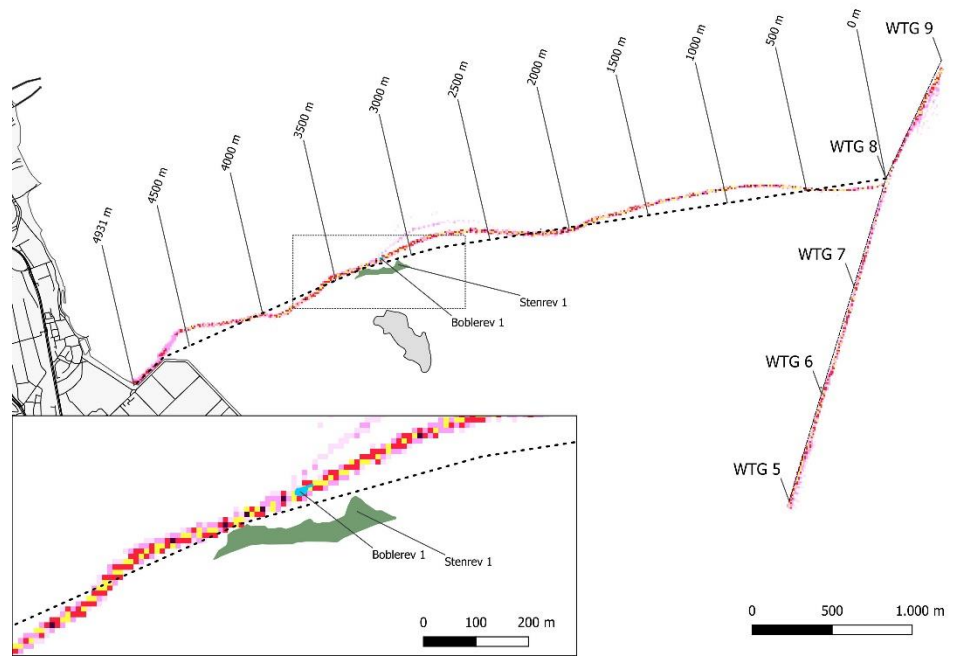 WTG 9
0 m
500 m
1000 m
1500 m
2000 m
2500 m
3000 m
3500 m
4000 m
4500 m
4931 m
WTG 8
WTG 7
WTG 6
WTG 5
Stenrev 1
Boblerev 1
Boblerev 1
Stenrev 1
0 100 200 m
0 500 1.000 m